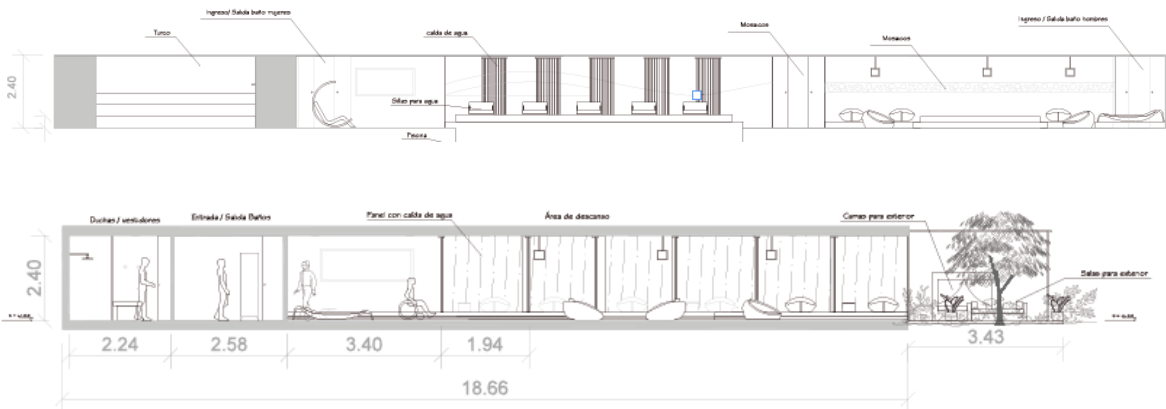 Ingreso/ Salida baño mujeres
Turco
caída de agua
Mosaicos
Mosaicos
Ingreso / Salida baño hombres
2.40
Sillas para agua
Piscina
Duchas / vestidores
Entrada / Salida Baños
Panel con caída de agua
Área de descanso
Camas para exterior
Salas para exterior
2.40
2.24
2.58
3.40
1.94
3.43
18.66